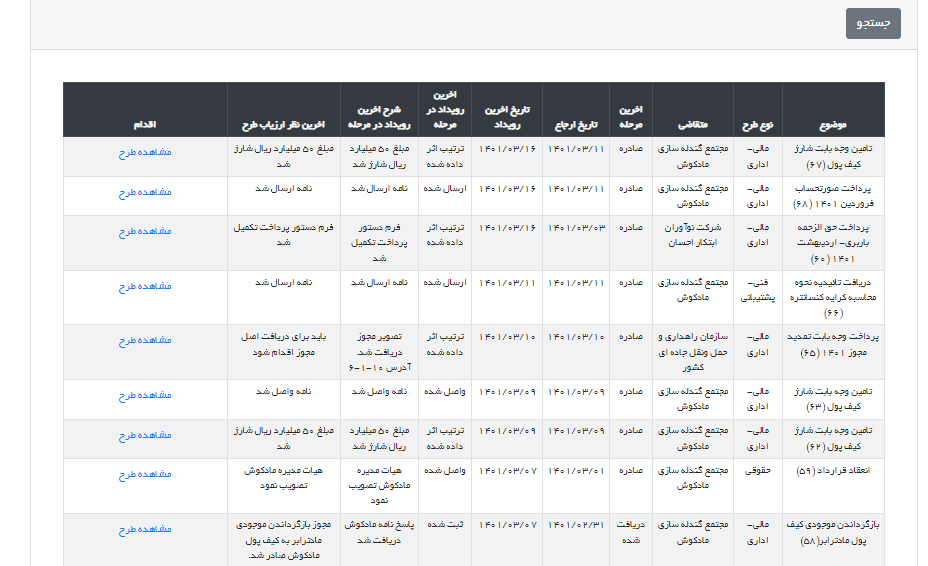 جستجو
موضوع
نوع طرح
متقاضی
اخرین
مرحله
تاریخ ارجاع
تاریخ اخرین
رویداد
اخرین
رویداد در
مرحله
شرح اخرین
رویداد در مرحله
اخرین نظر ارزیاب طرح
اقدام
تامین وجه بابت شارژ
کیف پول (۶۷)
مالی-
اداری
مجتمع گندله سازی
مادکوش
صادره
۱۴۰۱/۰۳/۱۱
۱۴۰۱/۰۳/۱۶
ترتیب اثر
داده شده
مبلغ ۵۰ میلیارد
ریال شارژ شد
مبلغ ۵۰ میلیارد ریال شارژ
شد
مشاهده طرح
پرداخت صورتحساب
فروردین ۱۴۰۱ (۶۸)
مالی-
اداری
مجتمع گندله سازی
مادکوش
صادره
۱۴۰۱/۰۳/۱۱
۱۴۰۱/۰۳/۱۶
ارسال شده
نامه ارسال شد
نامه ارسال شد
مشاهده طرح
پرداخت حق الزحمه
باربری- اردیبهشت
۱۴۰۱ (۶۰)
مالی-
اداری
شرکت نوآوران
ابتکار احسان
صادره
۱۴۰۱/۰۳/۰۳
۱۴۰۱/۰۳/۱۶
ترتیب اثر
داده شده
فرم دستور
پرداخت تکمیل
شد
فرم دستور پرداخت تکمیل
شد
مشاهده طرح
دریافت تائیدیه نحوه
محاسبه کرایه کنسانتره
(۶۶)
فنی-
پشتیبانی
مجتمع گندله سازی
مادکوش
صادره
۱۴۰۱/۰۳/۱۱
۱۴۰۱/۰۳/۱۱
ارسال شده
نامه ارسال شد
نامه ارسال شد
مشاهده طرح
پرداخت وجه بابت تمدید
مجوز ۱۴۰۱ (۶۵)
مالی-
اداری
سازمان راهداری و
حمل ونقل جاده ای
کشور
صادره
۱۴۰۱/۰۳/۱۰
۱۴۰۱/۰۳/۱۰
ترتیب اثر
داده شده
تصویر مجوز
دریافت شد.
آدرس ۱۰-۱-۶
باید برای دریافت اصل
مجوز اقدام شود
مشاهده طرح
تامین وجه بابت شارژ
کیف پول (۶۳)
مالی-
اداری
مجتمع گندله سازی
مادکوش
صادره
۱۴۰۱/۰۳/۰۹
۱۴۰۱/۰۳/۰۹
واصل شده
نامه واصل شد
نامه واصل شد
مشاهده طرح
تامین وجه بابت شارژ
کیف پول (۶۲)
مالی-
اداری
مجتمع گندله سازی
مادکوش
صادره
۱۴۰۱/۰۳/۰۹
۱۴۰۱/۰۳/۰۹
ترتیب اثر
داده شده
مبلغ ۵۰ میلیارد
ریال شارژ شد
مبلغ ۵۰ میلیارد ریال شارژ
شد
مشاهده طرح
انعقاد قرارداد (۵۹)
حقوقی
مجتمع گندله سازی
مادکوش
صادره
۱۴۰۱/۰۳/۰۱
۱۴۰۱/۰۳/۰۷
واصل شده
هیات مدیره
مادکوش تصویب
نمود
هیات مدیره مادکوش
تصویب نمود
مشاهده طرح
بازگرداندن موجودی کیف
پول مادترابر(۵۸)
مالی-
اداری
مجتمع گندله سازی
مادکوش
دریافت
شده
۱۴۰۱/۰۲/۳۱
۱۴۰۱/۰۳/۰۷
ثبت شده
پاسخ نامه مادکوش
دریافت شد
مجوز بازگرداندن موجودی
مادترابر به کیف پول
مادکوش صادر شد.
مشاهده طرح